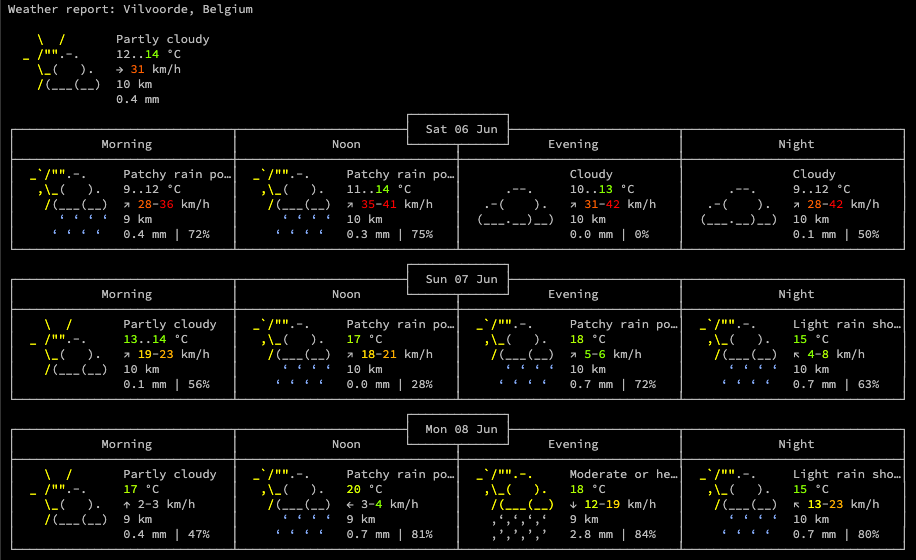 Weather report: Vilvoorde, Belgium
Partly cloudy
12..14 °C
→ 31 km/h
10 km
0.4 mm
Sat 06 Jun
Morning Noon Evening Night
Patchy rain po… Patchy rain po… Cloudy Cloudy
9..12 °C 11..14 °C 10..13 °C 9..12 °C
↗ 28-36 km/h ↗ 35-41 km/h ↗ 31-42 km/h ↗ 28-42 km/h
9 km 10 km 10 km 10 km
0.4 mm | 72% 0.3 mm | 75% 0.0 mm | 0% 0.1 mm | 50%
Sun 07 Jun
Morning Noon Evening Night
Partly cloudy Patchy rain po… Patchy rain po… Light rain sho…
13..14 °C 17 °C 18 °C 15 °C
↗ 19-23 km/h ↗ 18-21 km/h ↗ 5-6 km/h ↖ 4-8 km/h
10 km 10 km 10 km 10 km
0.1 mm | 56% 0.0 mm | 28% 0.7 mm | 72% 0.7 mm | 63%
Mon 08 Jun
Morning Noon Evening Night
Partly cloudy Patchy rain po… Moderate or he… Light rain sho…
17 °C 20 °C 18 °C 15 °C
↑ 2-3 km/h ← 3-4 km/h ↓ 12-19 km/h ↖ 13-23 km/h
9 km 9 km 9 km 10 km
0.4 mm | 47% 0.7 mm | 81% 2.8 mm | 84% 0.7 mm | 80%